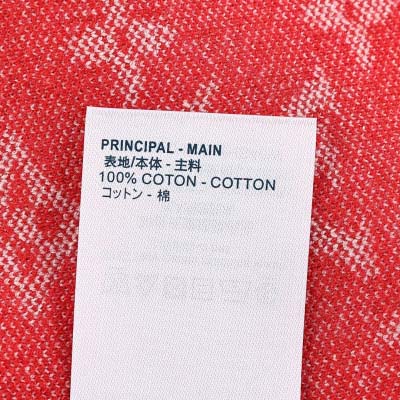 PRINCIPAL - MAIN
表地/本体 - 主料
100% COTON - COTTON
コットン - 棉